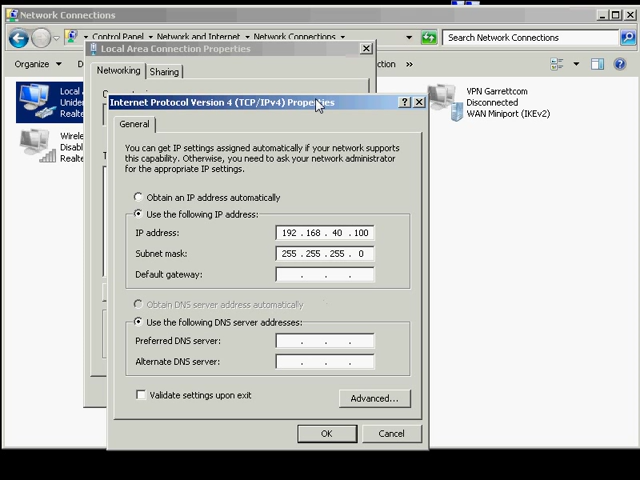 Network Connections
Control Panel
Network and Internet
Network Connections
Search Network Connections
Organize
Local Area Connection Properties
Networking
Sharing
Local
Realte
Wirele
Disabl
Realte
VPN Garrettcom
Disconnected
WAN Miniport (IKEv2)
Internet Protocol Version 4 (TCP/IPv4) Properties
General
You can get IP settings assigned automatically if your network supports
this capability. Otherwise, you need to ask your network administrator
for the appropriate IP settings.
Obtain an IP address automatically
Use the following IP address:
IP address: 192 . 168 . 40 . 100
Subnet mask: 255 . 255 . 255 . 0
Default gateway: . . .
Obtain DNS server address automatically
Use the following DNS server addresses:
Preferred DNS server: . . .
Alternate DNS server: . . .
Validate settings upon exit
Advanced...
OK
Cancel